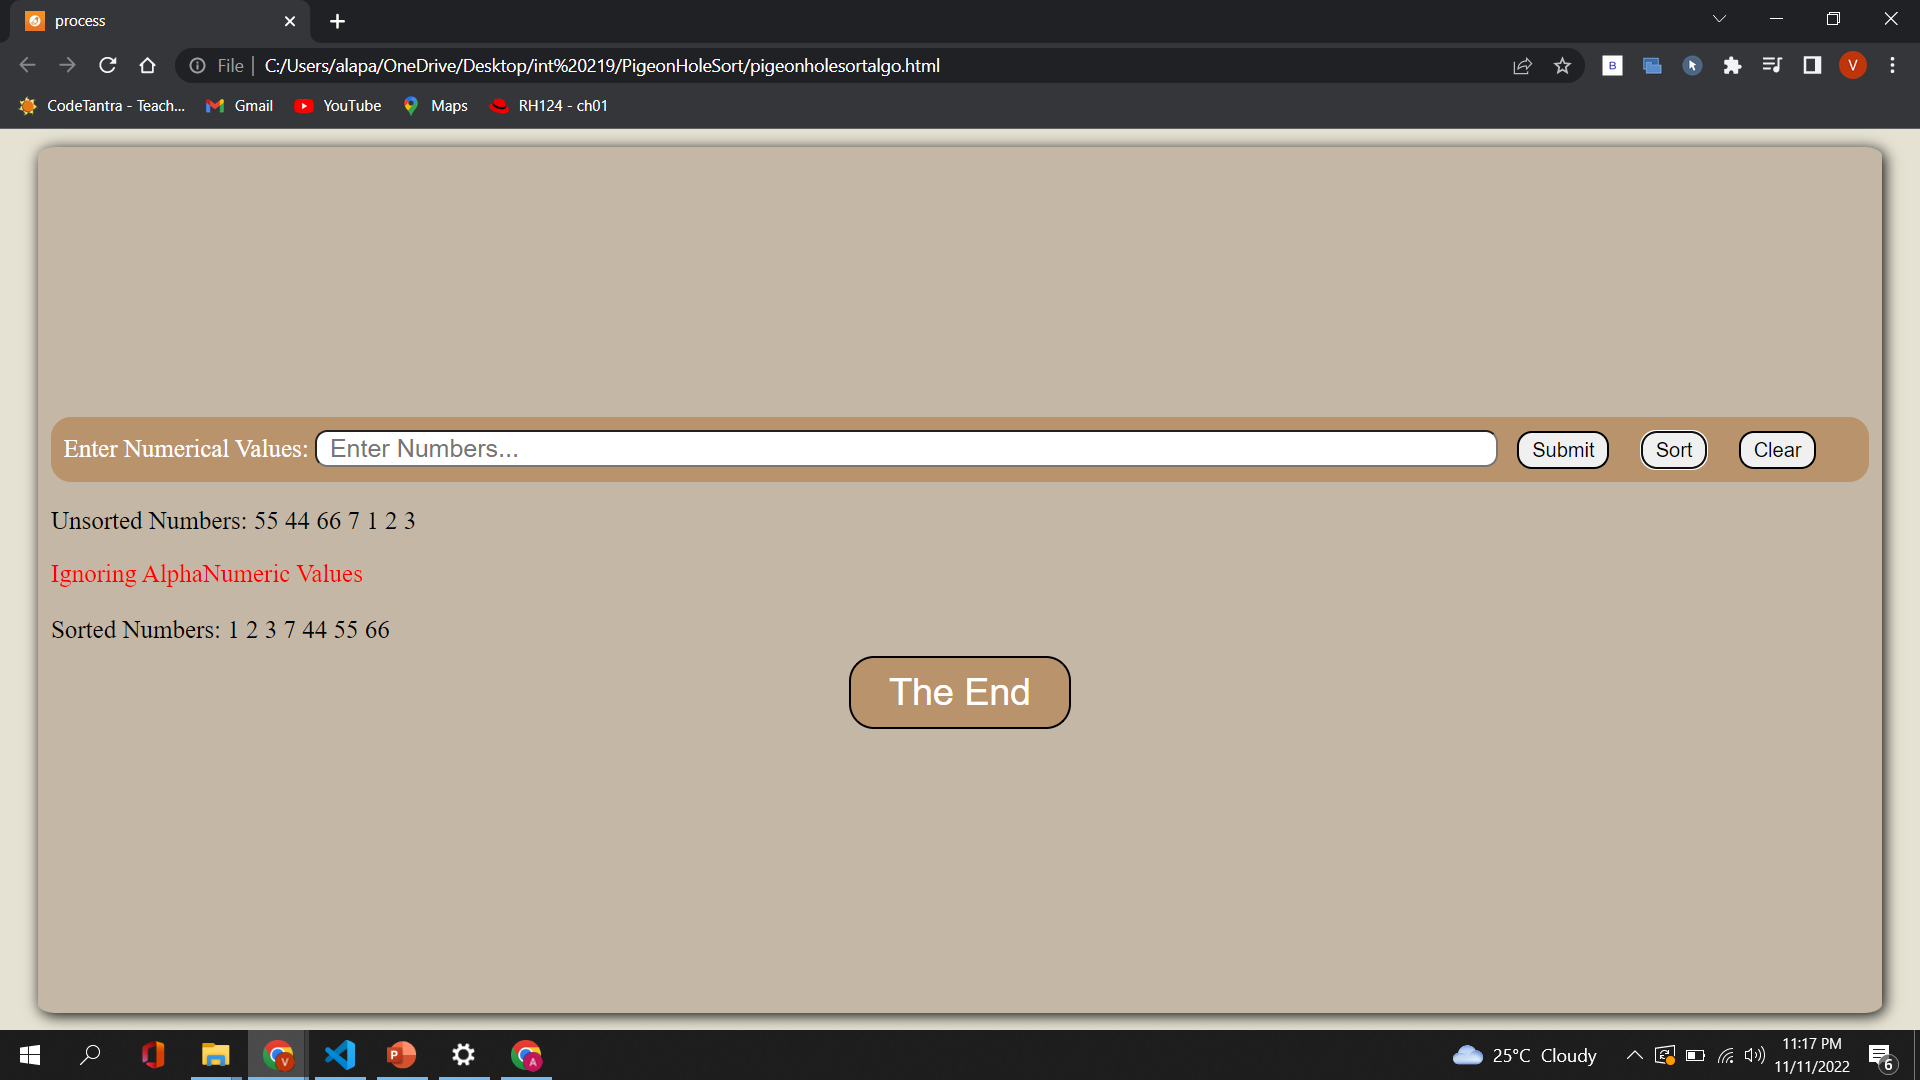 process
File
C:/Users/alapa/OneDrive/Desktop/int%20219/PigeonHoleSort/pigeonholesortalgo.html
B
V
CodeTantra - Teach... Gmail YouTube Maps RH124 - ch01
Enter Numerical Values: Enter Numbers... Submit Sort Clear
Unsorted Numbers: 55 44 66 7 1 2 3
Ignoring AlphaNumeric Values
Sorted Numbers: 1 2 3 7 44 55 66
The End
V
P
A
25°C Cloudy
11:17 PM
11/11/2022
6